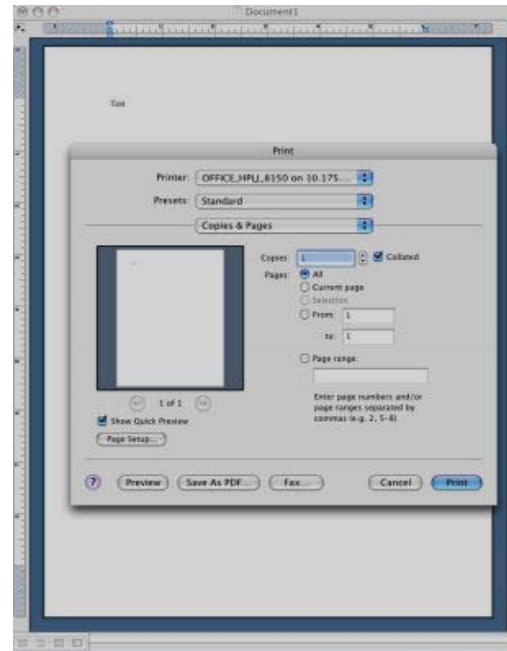 Document1
Test
Print
Printer: OFFICE_HPLJ_8150 on 10.175....
Presets: Standard
Copies & Pages
Copies: 1 Collated
Pages: All
Current page
Selection
From: 1
to: 1
Page range:
Enter page numbers and/or
page ranges separated by
commas (e.g. 2, 5-8)
1 of 1
Show Quick Preview
Page Setup...
? Preview Save As PDF... Fax... Cancel Print